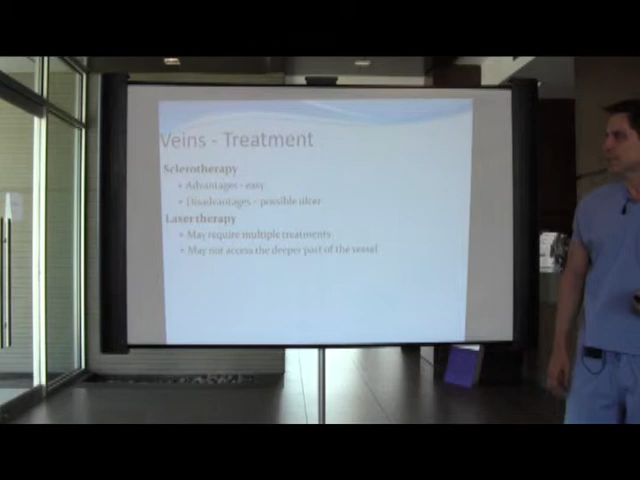 Veins - Treatment
Sclerotherapy
• Advantages - easy
• Disadvantages - possible ulcer
Laser therapy
• May require multiple treatments
• May not access the deeper part of the vessel